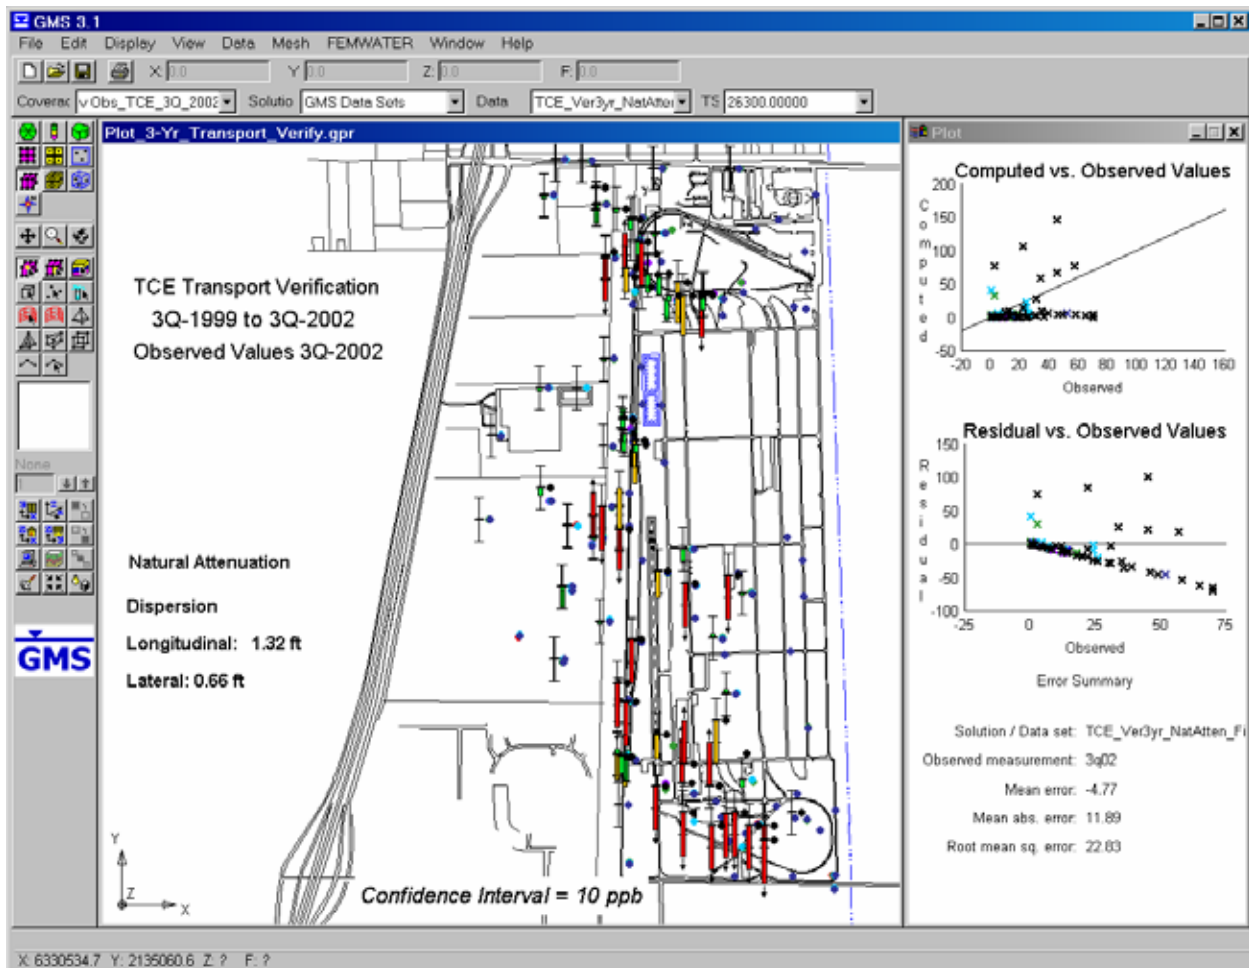 GMS 3.1
File Edit Display View Data Mesh FEMWATER Window Help
X: 0.0 Y: 0.0 Z: 0.0 F: 0.0
Coverac v Obs_TCE_3Q_2002 Solutio GMS Data Sets Data TCE_Ver3yr_NatAtte TS 26300.00000
Plot_3-Yr_Transport_Verify.gpr
TCE Transport Verification
3Q-1999 to 3Q-2002
Observed Values 3Q-2002
Natural Attenuation
Dispersion
Longitudinal: 1.32 ft
Lateral: 0.66 ft
Confidence Interval = 10 ppb
Y
Z X
None
GMS
Plot
Computed vs. Observed Values
Computed
200
150
100
50
0
-50
-20 0 20 40 60 80 100 120 140 160
Observed
Residual vs. Observed Values
Residual
150
100
50
0
-50
-100
-25 0 25 50 75
Observed
Error Summary
Solution / Data set: TCE_Ver3yr_NatAtten_Fi
Observed measurement: 3q02
Mean error: -4.77
Mean abs. error: 11.89
Root mean sq. error: 22.83
X: 6330534.7 Y: 2135060.6 Z: ? F: ?